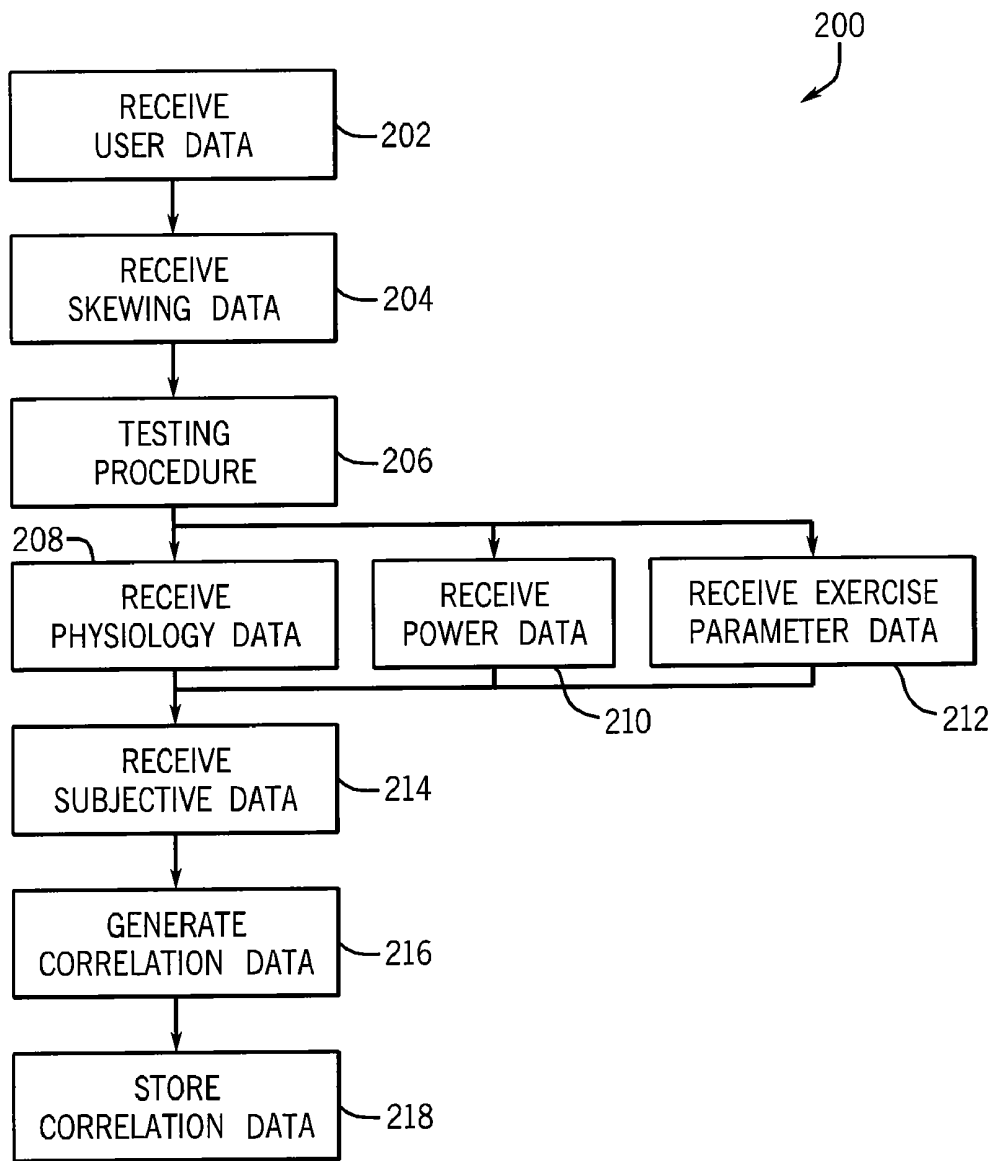 200
RECEIVE
USER DATA
202
RECEIVE
SKEWING DATA
204
TESTING
PROCEDURE
206
208
RECEIVE
PHYSIOLOGY DATA
RECEIVE
POWER DATA
210
RECEIVE EXERCISE
PARAMETER DATA
212
RECEIVE
SUBJECTIVE DATA
214
GENERATE
CORRELATION DATA
216
STORE
CORRELATION DATA
218